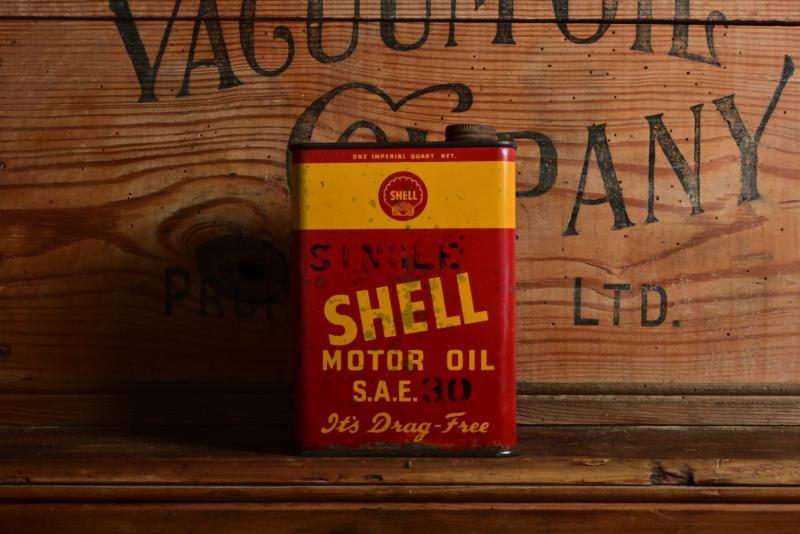 VACUUM OIL
COMPANY
LTD.
ONE IMPERIAL QUART NET.
SHELL
SINGLE
SHELL
MOTOR OIL
S.A.E. 30
It's Drag-Free